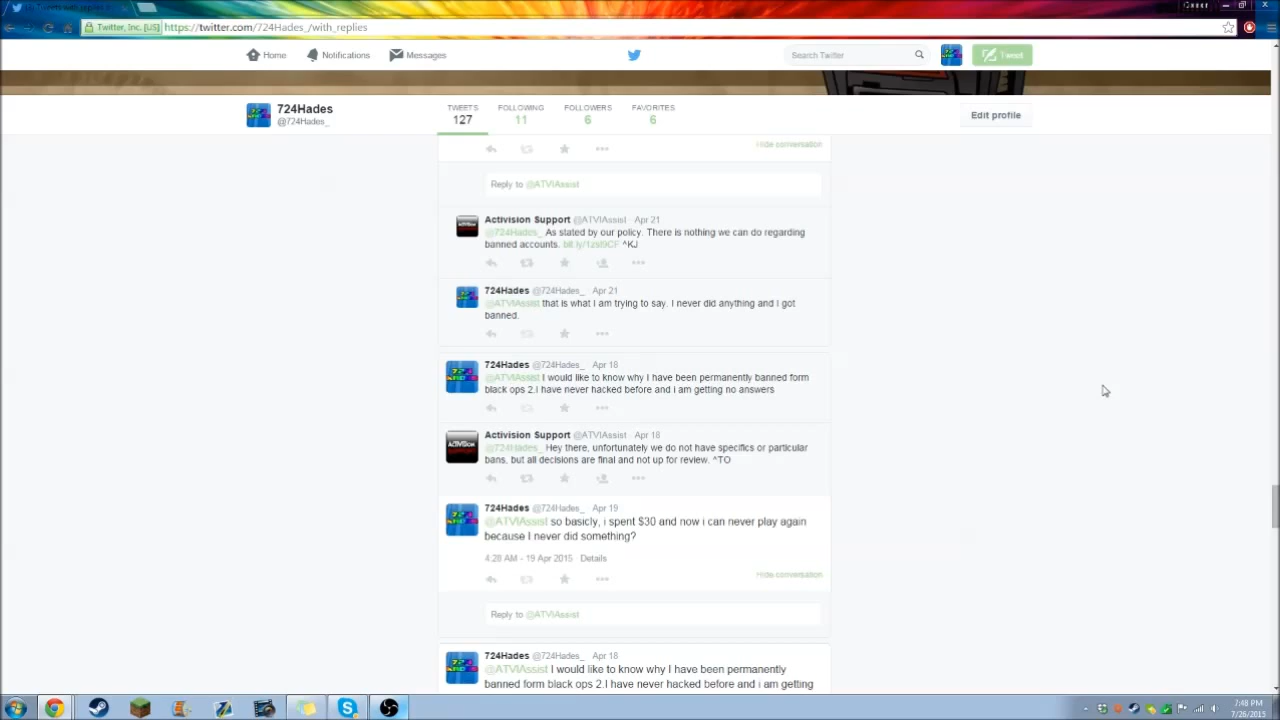 Twitter, Inc. [US] https://twitter.com/724Hades_/with_replies
Home Notifications Messages Search Twitter Tweet
724Hades
@724Hades_
TWEETS FOLLOWING FOLLOWERS FAVORITES
127 11 6 6
Edit profile
Hide conversation
Reply to @ATVIAssist
Activision Support @ATVIAssist Apr 21
@724Hades_ As stated by our policy. There is nothing we can do regarding
banned accounts. ^KJ
724Hades @724Hades_ Apr 21
@ATVIAssist that is what I am trying to say. I never did anything and I got
banned.
724Hades @724Hades_ Apr 18
@ATVIAssist I would like to know why I have been permanently banned form
black ops 2.I have never hacked before and i am getting no answers
Activision Support @ATVIAssist Apr 18
@724Hades_ Hey there, unfortunately we do not have specifics or particular
bans, but all decisions are final and not up for review. ^TO
724Hades @724Hades_ Apr 19
@ATVIAssist so basicly, i spent $30 and now i can never play again
because I never did something?
4:28 AM - 19 Apr 2015 Details
Hide conversation
Reply to @ATVIAssist
724Hades @724Hades_ Apr 18
@ATVIAssist I would like to know why I have been permanently
banned form black ops 2.I have never hacked before and i am getting
7:48 PM
7/26/2015